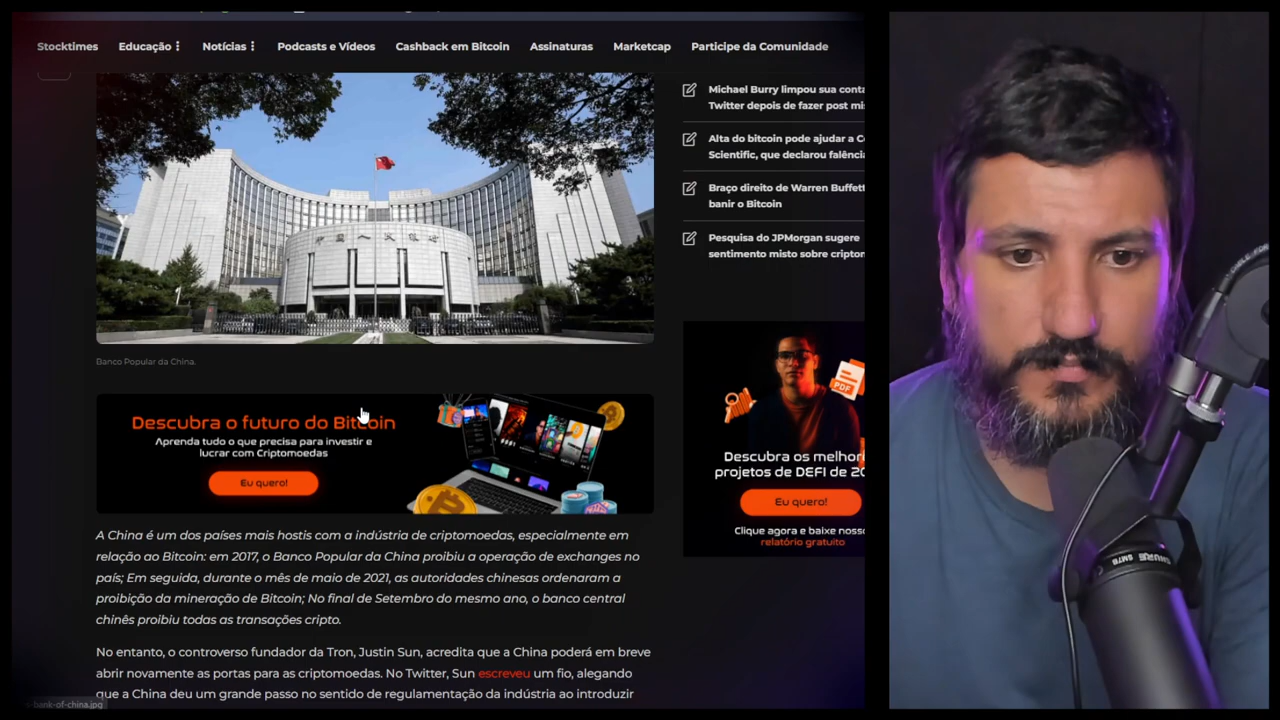 Stocktimes Educação Notícias Podcasts e Vídeos Cashback em Bitcoin Assinaturas Marketcap Participe da Comunidade
Michael Burry limpou sua conta
Twitter depois de fazer post
Alta do bitcoin pode ajudar a
Scientific, que declarou falência
Braço direito de Warren Buffett
banir o Bitcoin
Pesquisa do JPMorgan sugere
sentimento misto sobre
Banco Popular da China.
Descubra o futuro do Bitcoin
Aprenda tudo o que precisa para investir e
lucrar com Criptomoedas
Eu quero!
PDF
Descubra os
projetos de DEFI de
Eu quero!
Clique agora e baixe
relatório gratuito
A China é um dos países mais hostis com a indústria de criptomoedas, especialmente em
relação ao Bitcoin: em 2017, o Banco Popular da China proibiu a operação de exchanges no
país; Em seguida, durante o mês de maio de 2021, as autoridades chinesas ordenaram a
proibição da mineração de Bitcoin; No final de Setembro do mesmo ano, o banco central
chinês proibiu todas as transações cripto.
No entanto, o controverso fundador da Tron, Justin Sun, acredita que a China poderá em breve
abrir novamente as portas para as criptomoedas. No Twitter, Sun escreveu um fio, alegando
que a China deu um grande passo no sentido de regulamentação da indústria ao introduzir
-bank-of-china.jpg
SHURE SM7B